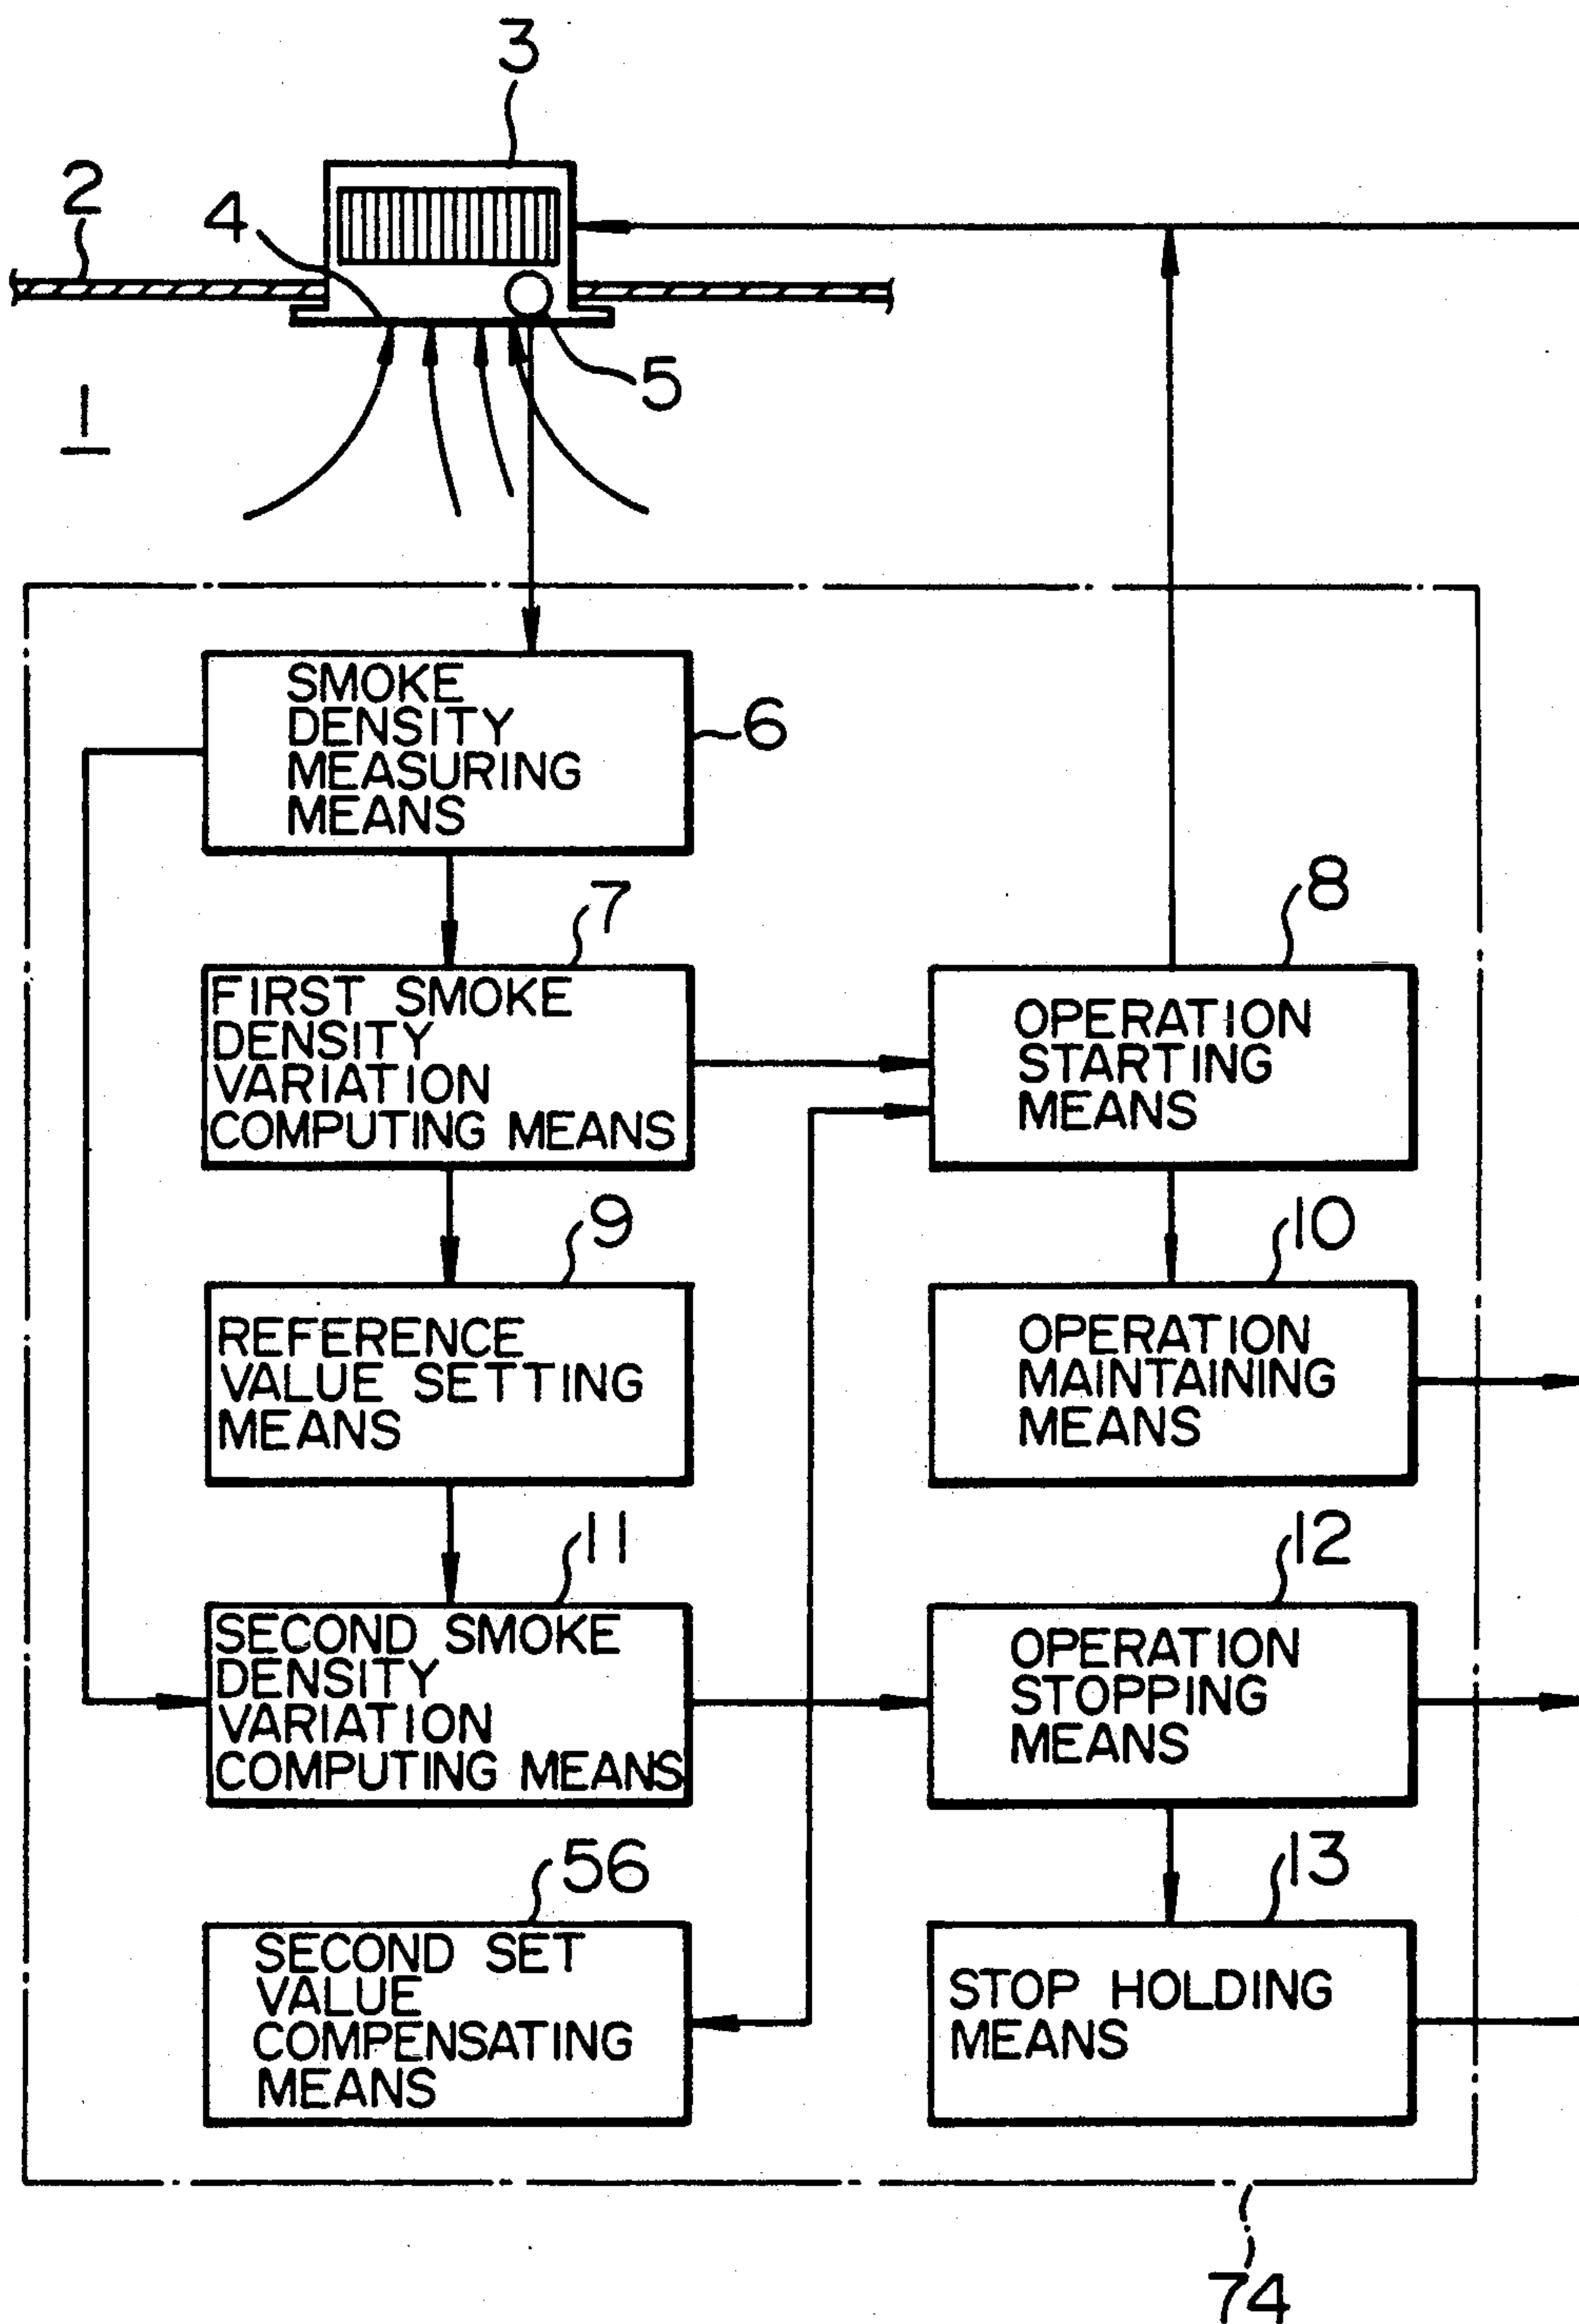 3
2
4
5
1
SMOKE
DENSITY
MEASURING
MEANS
6
7
8
FIRST SMOKE
DENSITY
VARIATION
COMPUTING MEANS
OPERATION
STARTING
MEANS
9
10
REFERENCE
VALUE SETTING
MEANS
OPERATION
MAINTAINING
MEANS
11
12
SECOND SMOKE
DENSITY
VARIATION
COMPUTING MEANS
OPERATION
STOPPING
MEANS
56
13
SECOND SET
VALUE
COMPENSATING
MEANS
STOP HOLDING
MEANS
74